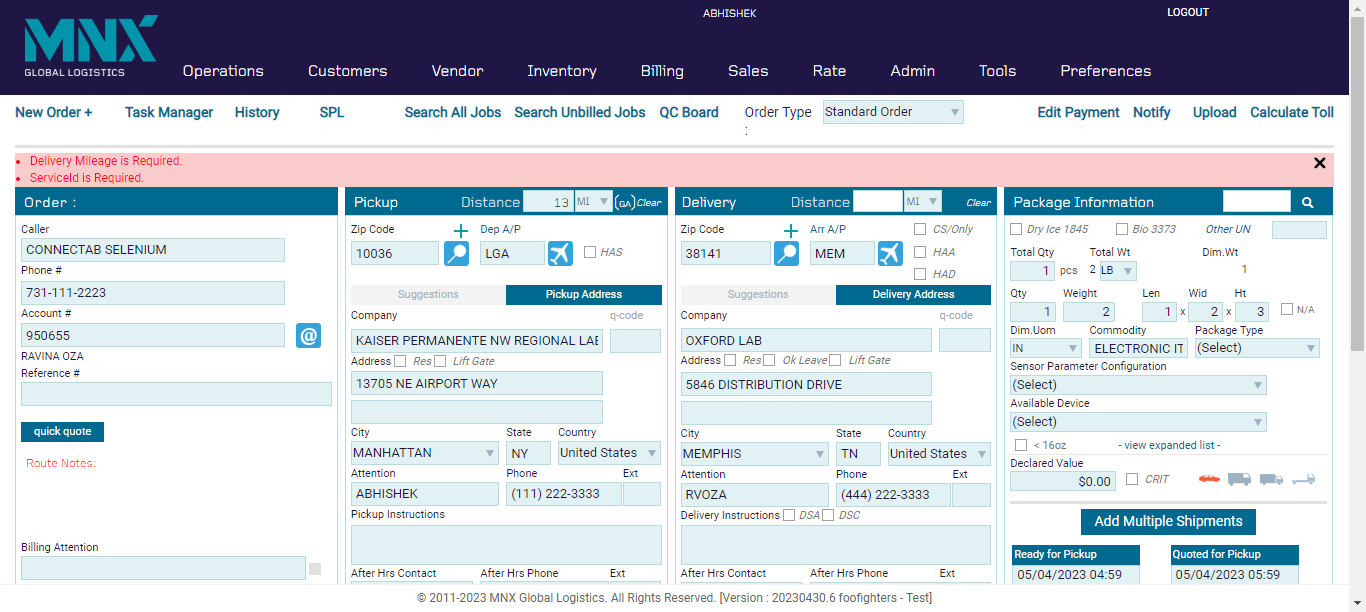 MNX
GLOBAL LOGISTICS
ABHISHEK
LOGOUT
Operations Customers Vendor Inventory Billing Sales Rate Admin Tools Preferences
New Order + Task Manager History SPL Search All Jobs Search Unbilled Jobs QC Board Order Type : Standard Order Edit Payment Notify Upload Calculate Toll
Delivery Mileage is Required.
ServiceId is Required.
Order :
Caller
CONNECTAB SELENIUM
Phone #
731-111-2223
Account #
950655
@
RAVINA OZA
Reference #
quick quote
Route Notes:
Billing Attention
Pickup Distance 13 MI (GA) Clear
Zip Code Dep A/P
10036 LGA HAS
Suggestions Pickup Address
Company q-code
KAISER PERMANENTE NW REGIONAL LAB
Address Res Lift Gate
13705 NE AIRPORT WAY
City State Country
MANHATTAN NY United States
Attention Phone Ext
ABHISHEK (111) 222-3333
Pickup Instructions
After Hrs Contact After Hrs Phone Ext
Delivery Distance MI Clear
Zip Code Arr A/P CS/Only
38141 MEM HAA
HAD
Suggestions Delivery Address
Company q-code
OXFORD LAB
Address Res Ok Leave Lift Gate
5846 DISTRIBUTION DRIVE
City State Country
MEMPHIS TN United States
Attention Phone Ext
RVOZA (444) 222-3333
Delivery Instructions DSA DSC
After Hrs Contact After Hrs Phone Ext
Package Information
Dry Ice 1845 Bio 3373 Other UN
Total Qty Total Wt Dim.Wt
1 pcs 2 LB 1
Qty Weight Len Wid Ht
1 2 1 x 2 x 3 N/A
Dim.Uom Commodity Package Type
IN ELECTRONIC IT (Select)
Sensor Parameter Configuration
(Select)
Available Device
(Select)
< 16oz - view expanded list -
Declared Value
$0.00 CRIT
Add Multiple Shipments
Ready for Pickup Quoted for Pickup
05/04/2023 04:59 05/04/2023 05:59
© 2011-2023 MNX Global Logistics. All Rights Reserved. [Version : 20230430.6 foofighters - Test]